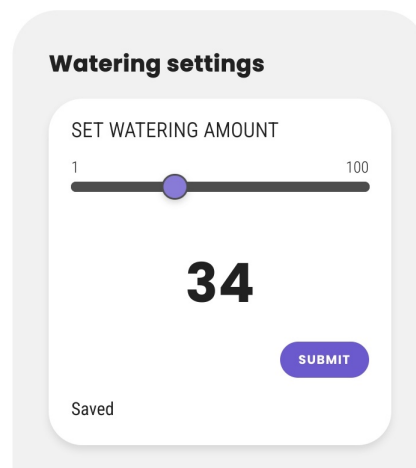 Watering settings
SET WATERING AMOUNT
1 100
34
SUBMIT
Saved